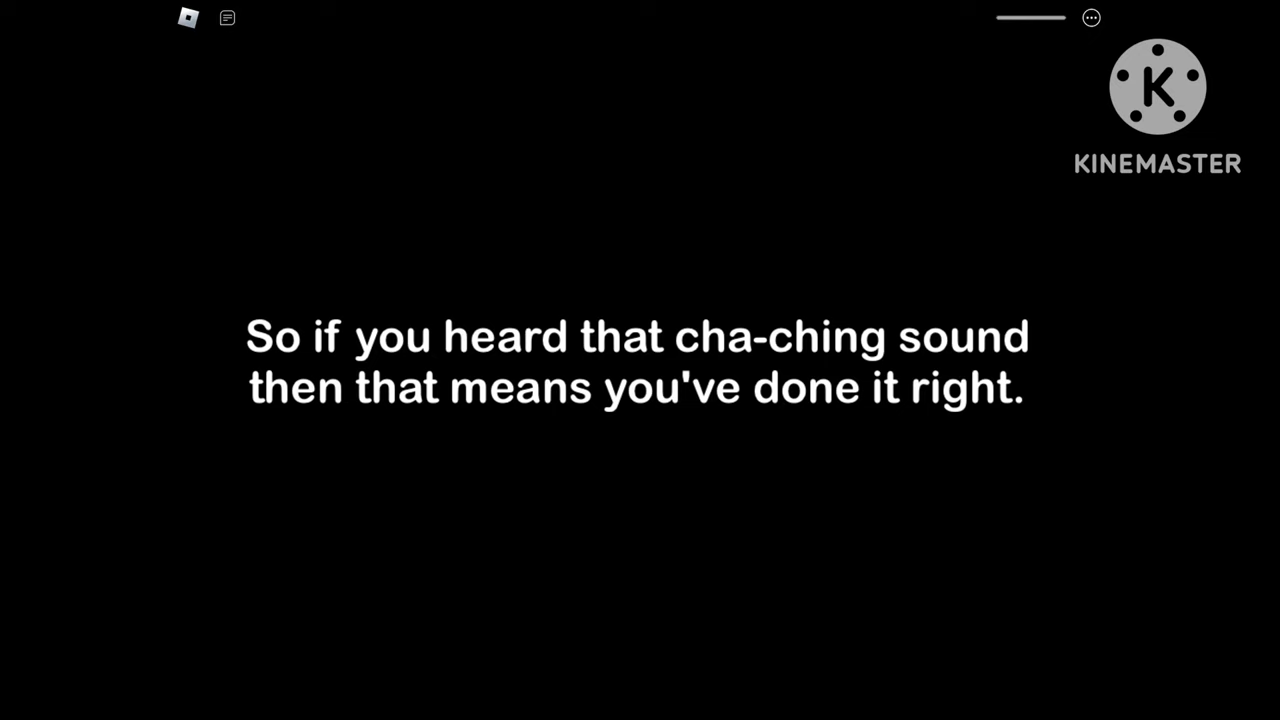 K
KINEMASTER
So if you heard that cha-ching sound
then that means you've done it right.